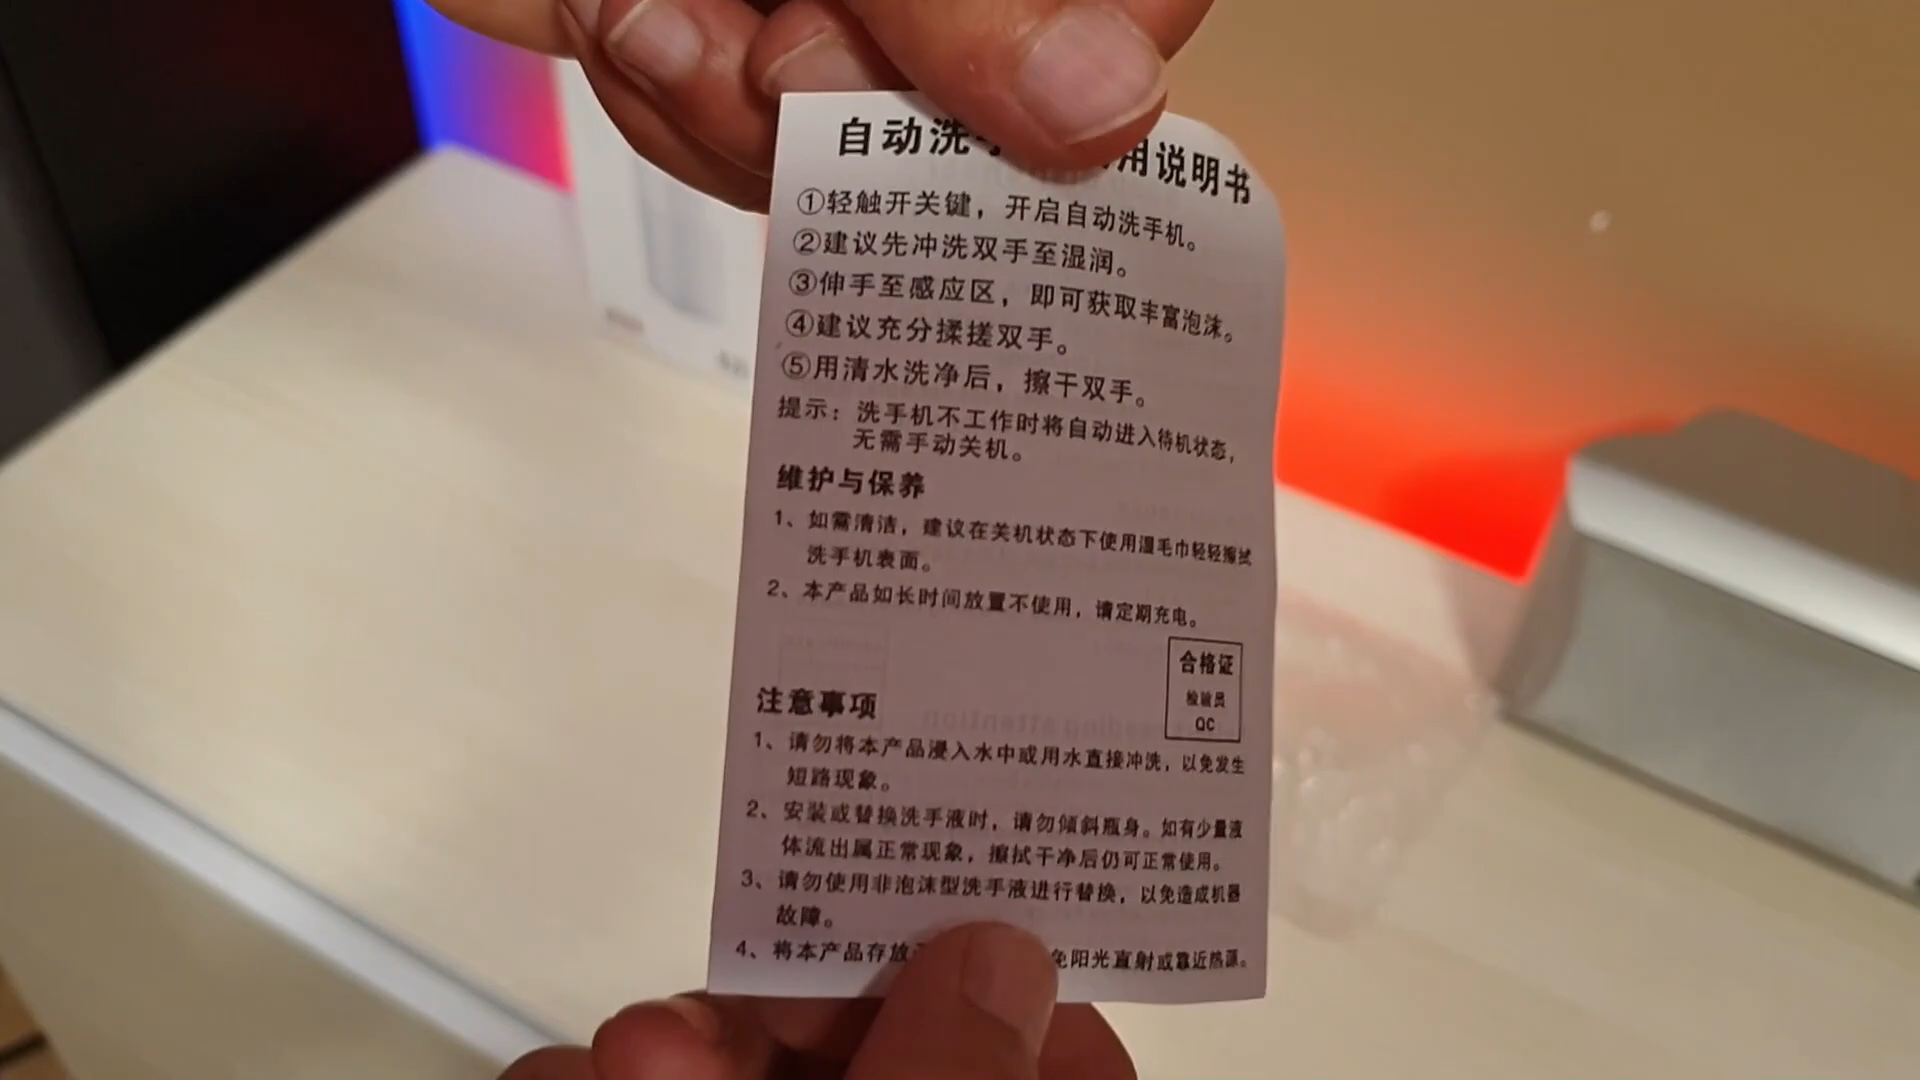 自动洗手 用说明书
①轻触开关键，开启自动洗手机。
②建议先冲洗双手至湿润。
③伸手至感应区，即可获取丰富泡沫。
④建议充分揉搓双手。
⑤用清水洗净后，擦干双手。
提示：洗手机不工作时将自动进入待机状态，
无需手动关机。
维护与保养
1、如需清洁，建议在关机状态下使用湿毛巾轻轻擦拭
洗手机表面。
2、本产品如长时间放置不使用，请定期充电。
合格证
检验员
QC
注意事项
1、请勿将本产品浸入水中或用水直接冲洗，以免发生
短路现象。
2、安装或替换洗手液时，请勿倾斜瓶身。如有少量液
体流出属正常现象，擦拭干净后仍可正常使用。
3、请勿使用非泡沫型洗手液进行替换，以免造成机器
故障。
4、将本产品存放 免阳光直射或靠近热源。